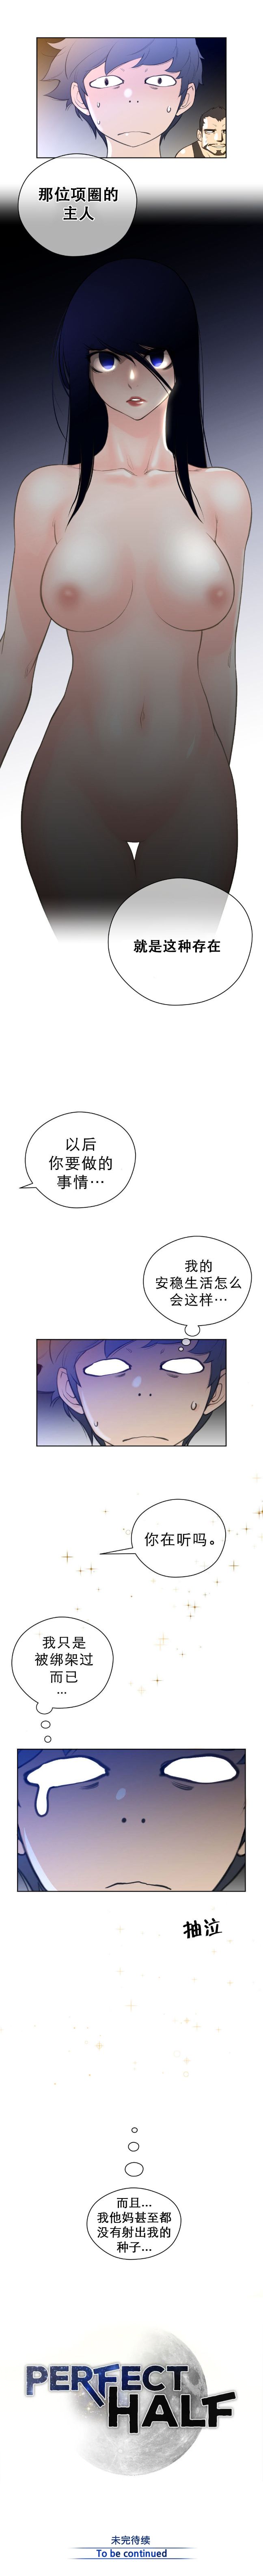 那位项圈的
主人
就是这种存在
以后
你要做的
事情…
我的
安稳生活怎么
会这样…
你在听吗。
我只是
被绑架过
而已
...
抽泣
而且...
我他妈甚至都
没有射出我的
种子...
PERFECT
HALF
未完待续
To be continued